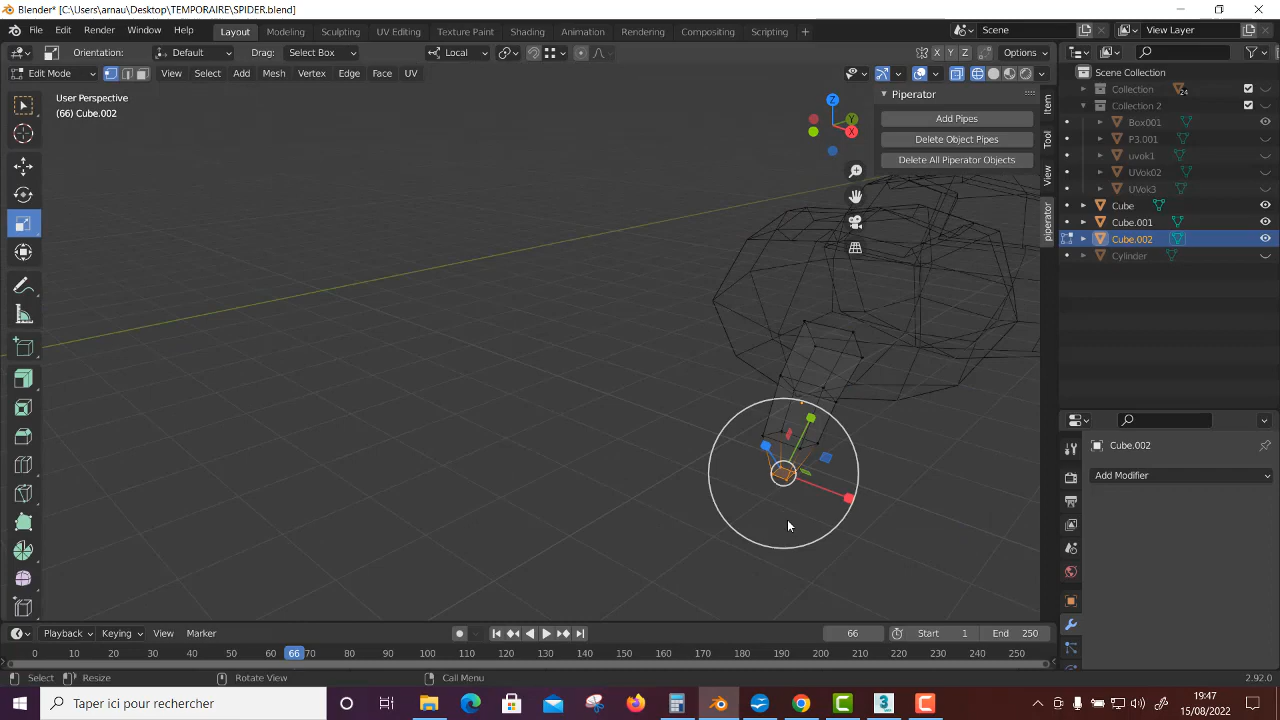 Blender* [C:\Users\arnau\Desktop\TEMPORAIRE\SPIDER.blend]
File Edit Render Window Help Layout Modeling Sculpting UV Editing Texture Paint Shading Animation Rendering Compositing Scripting + Scene View Layer
Orientation: Default Drag: Select Box Local X Y Z Options
Edit Mode View Select Add Mesh Vertex Edge Face UV
Scene Collection
Collection 24
Collection 2
Box001
P3.001
uvok1
UVok02
UVok3
Cube
Cube.001
Cube.002
Cylinder
User Perspective
(66) Cube.002
Z
Y
X
Piperator
Add Pipes
Delete Object Pipes
Delete All Piperator Objects
Item
Tool
View
piperator
Cube.002
Add Modifier
Playback Keying View Marker 66 Start 1 End 250
0 10 20 30 40 50 60 66 70 80 90 100 110 120 130 140 150 160 170 180 190 200 210 220 230 240 250
Select Resize Rotate View Call Menu 2.92.0
Taper ici pour rechercher
19:47
15/08/2022